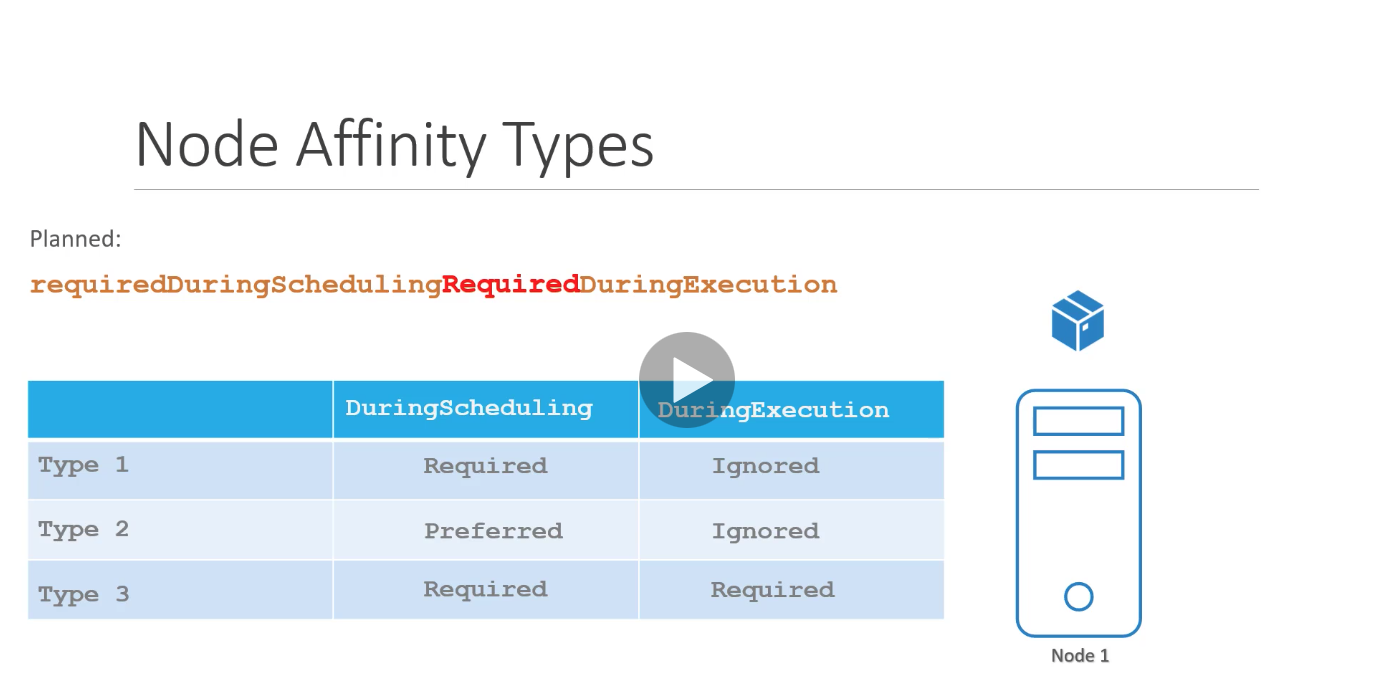 Node Affinity Types
Planned:
requiredDuringSchedulingRequiredDuringExecution
DuringScheduling DuringExecution
Type 1 Required Ignored
Type 2 Preferred Ignored
Type 3 Required Required
Node 1